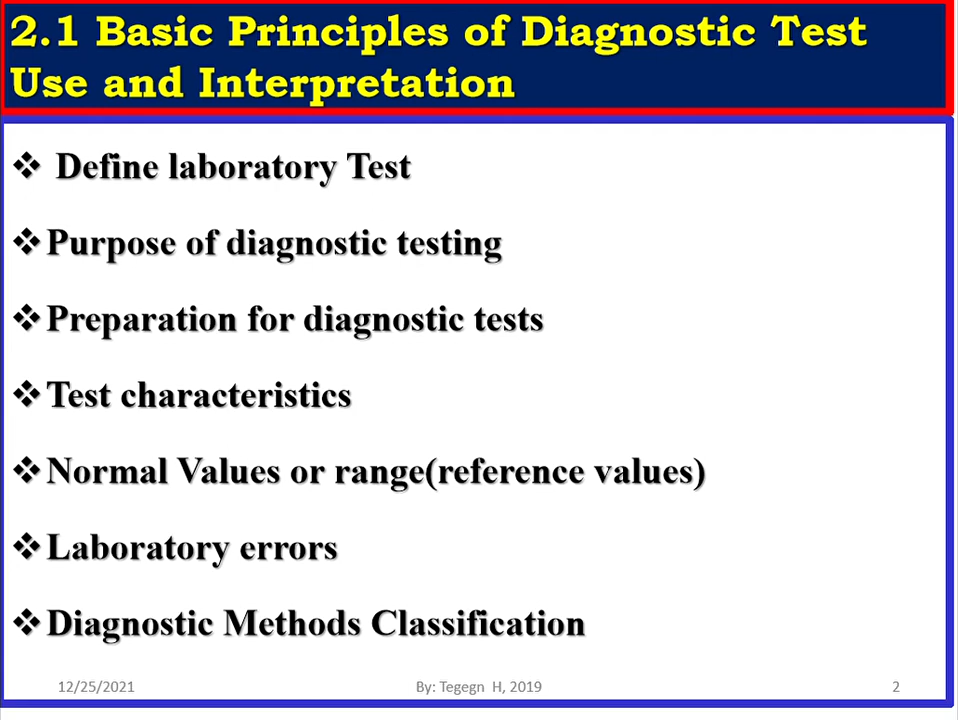 2.1 Basic Principles of Diagnostic Test
Use and Interpretation
❖ Define laboratory Test
❖Purpose of diagnostic testing
❖Preparation for diagnostic tests
❖Test characteristics
❖Normal Values or range(reference values)
❖Laboratory errors
❖Diagnostic Methods Classification
12/25/2021 By: Tegegn H, 2019 2